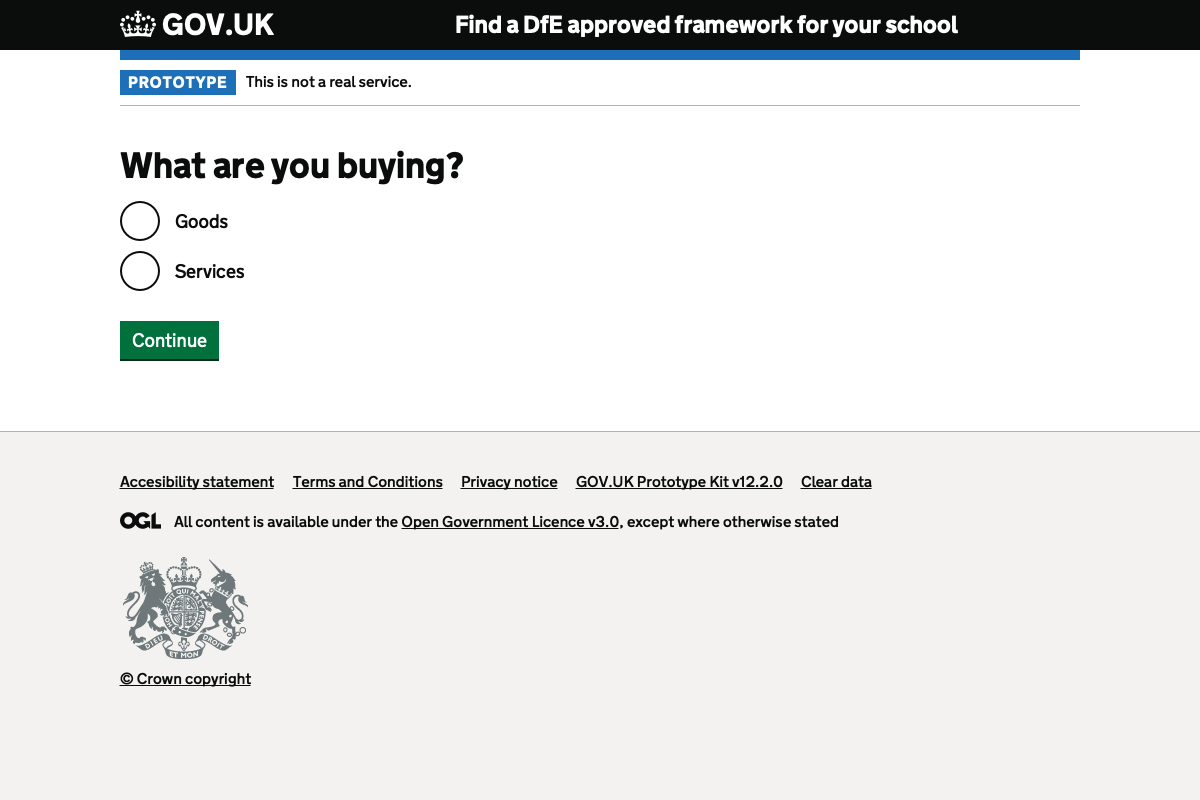 GOV.UK
Find a DfE approved framework for your school
PROTOTYPE This is not a real service.
What are you buying?
Goods
Services
Continue
Accesibility statement Terms and Conditions Privacy notice GOV.UK Prototype Kit v12.2.0 Clear data
OGL All content is available under the Open Government Licence v3.0, except where otherwise stated
DIEU ET MON DROIT
© Crown copyright